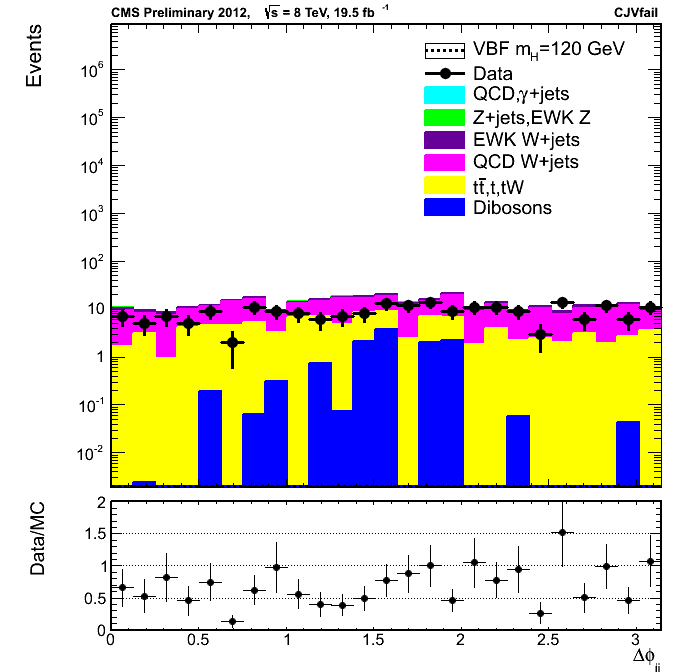 CMS Preliminary 2012, √s = 8 TeV, 19.5 fb⁻¹ CJVfail
Events
10⁶
10⁵
10⁴
10³
10²
10
1
10⁻¹
10⁻²
VBF m_H=120 GeV
Data
QCD,γ+jets
Z+jets,EWK Z
EWK W+jets
QCD W+jets
tt̄,t,tW
Dibosons
Data/MC
2
1.5
1
0.5
0
0 0.5 1 1.5 2 2.5 3
Δϕ_jj